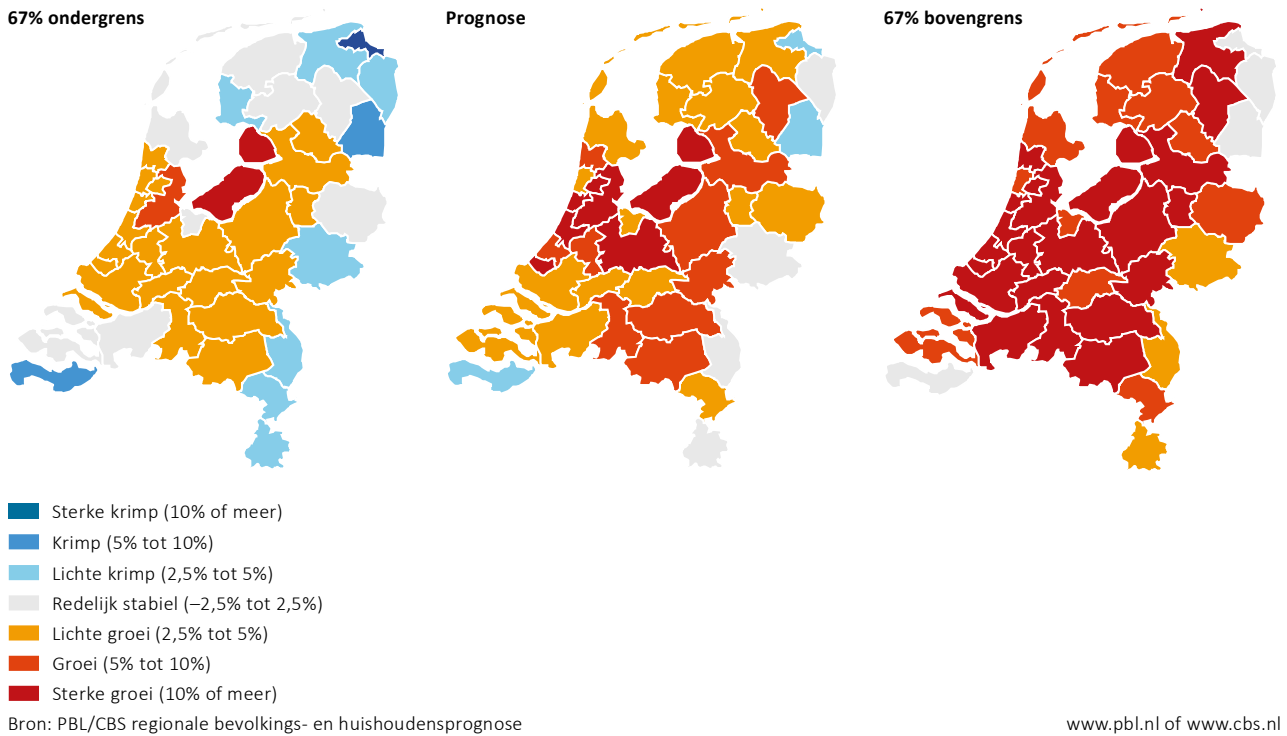 67% ondergrens
Prognose
67% bovengrens
Sterke krimp (10% of meer)
Krimp (5% tot 10%)
Lichte krimp (2,5% tot 5%)
Redelijk stabiel (–2,5% tot 2,5%)
Lichte groei (2,5% tot 5%)
Groei (5% tot 10%)
Sterke groei (10% of meer)
Bron: PBL/CBS regionale bevolkings- en huishoudensprognose
www.pbl.nl of www.cbs.nl